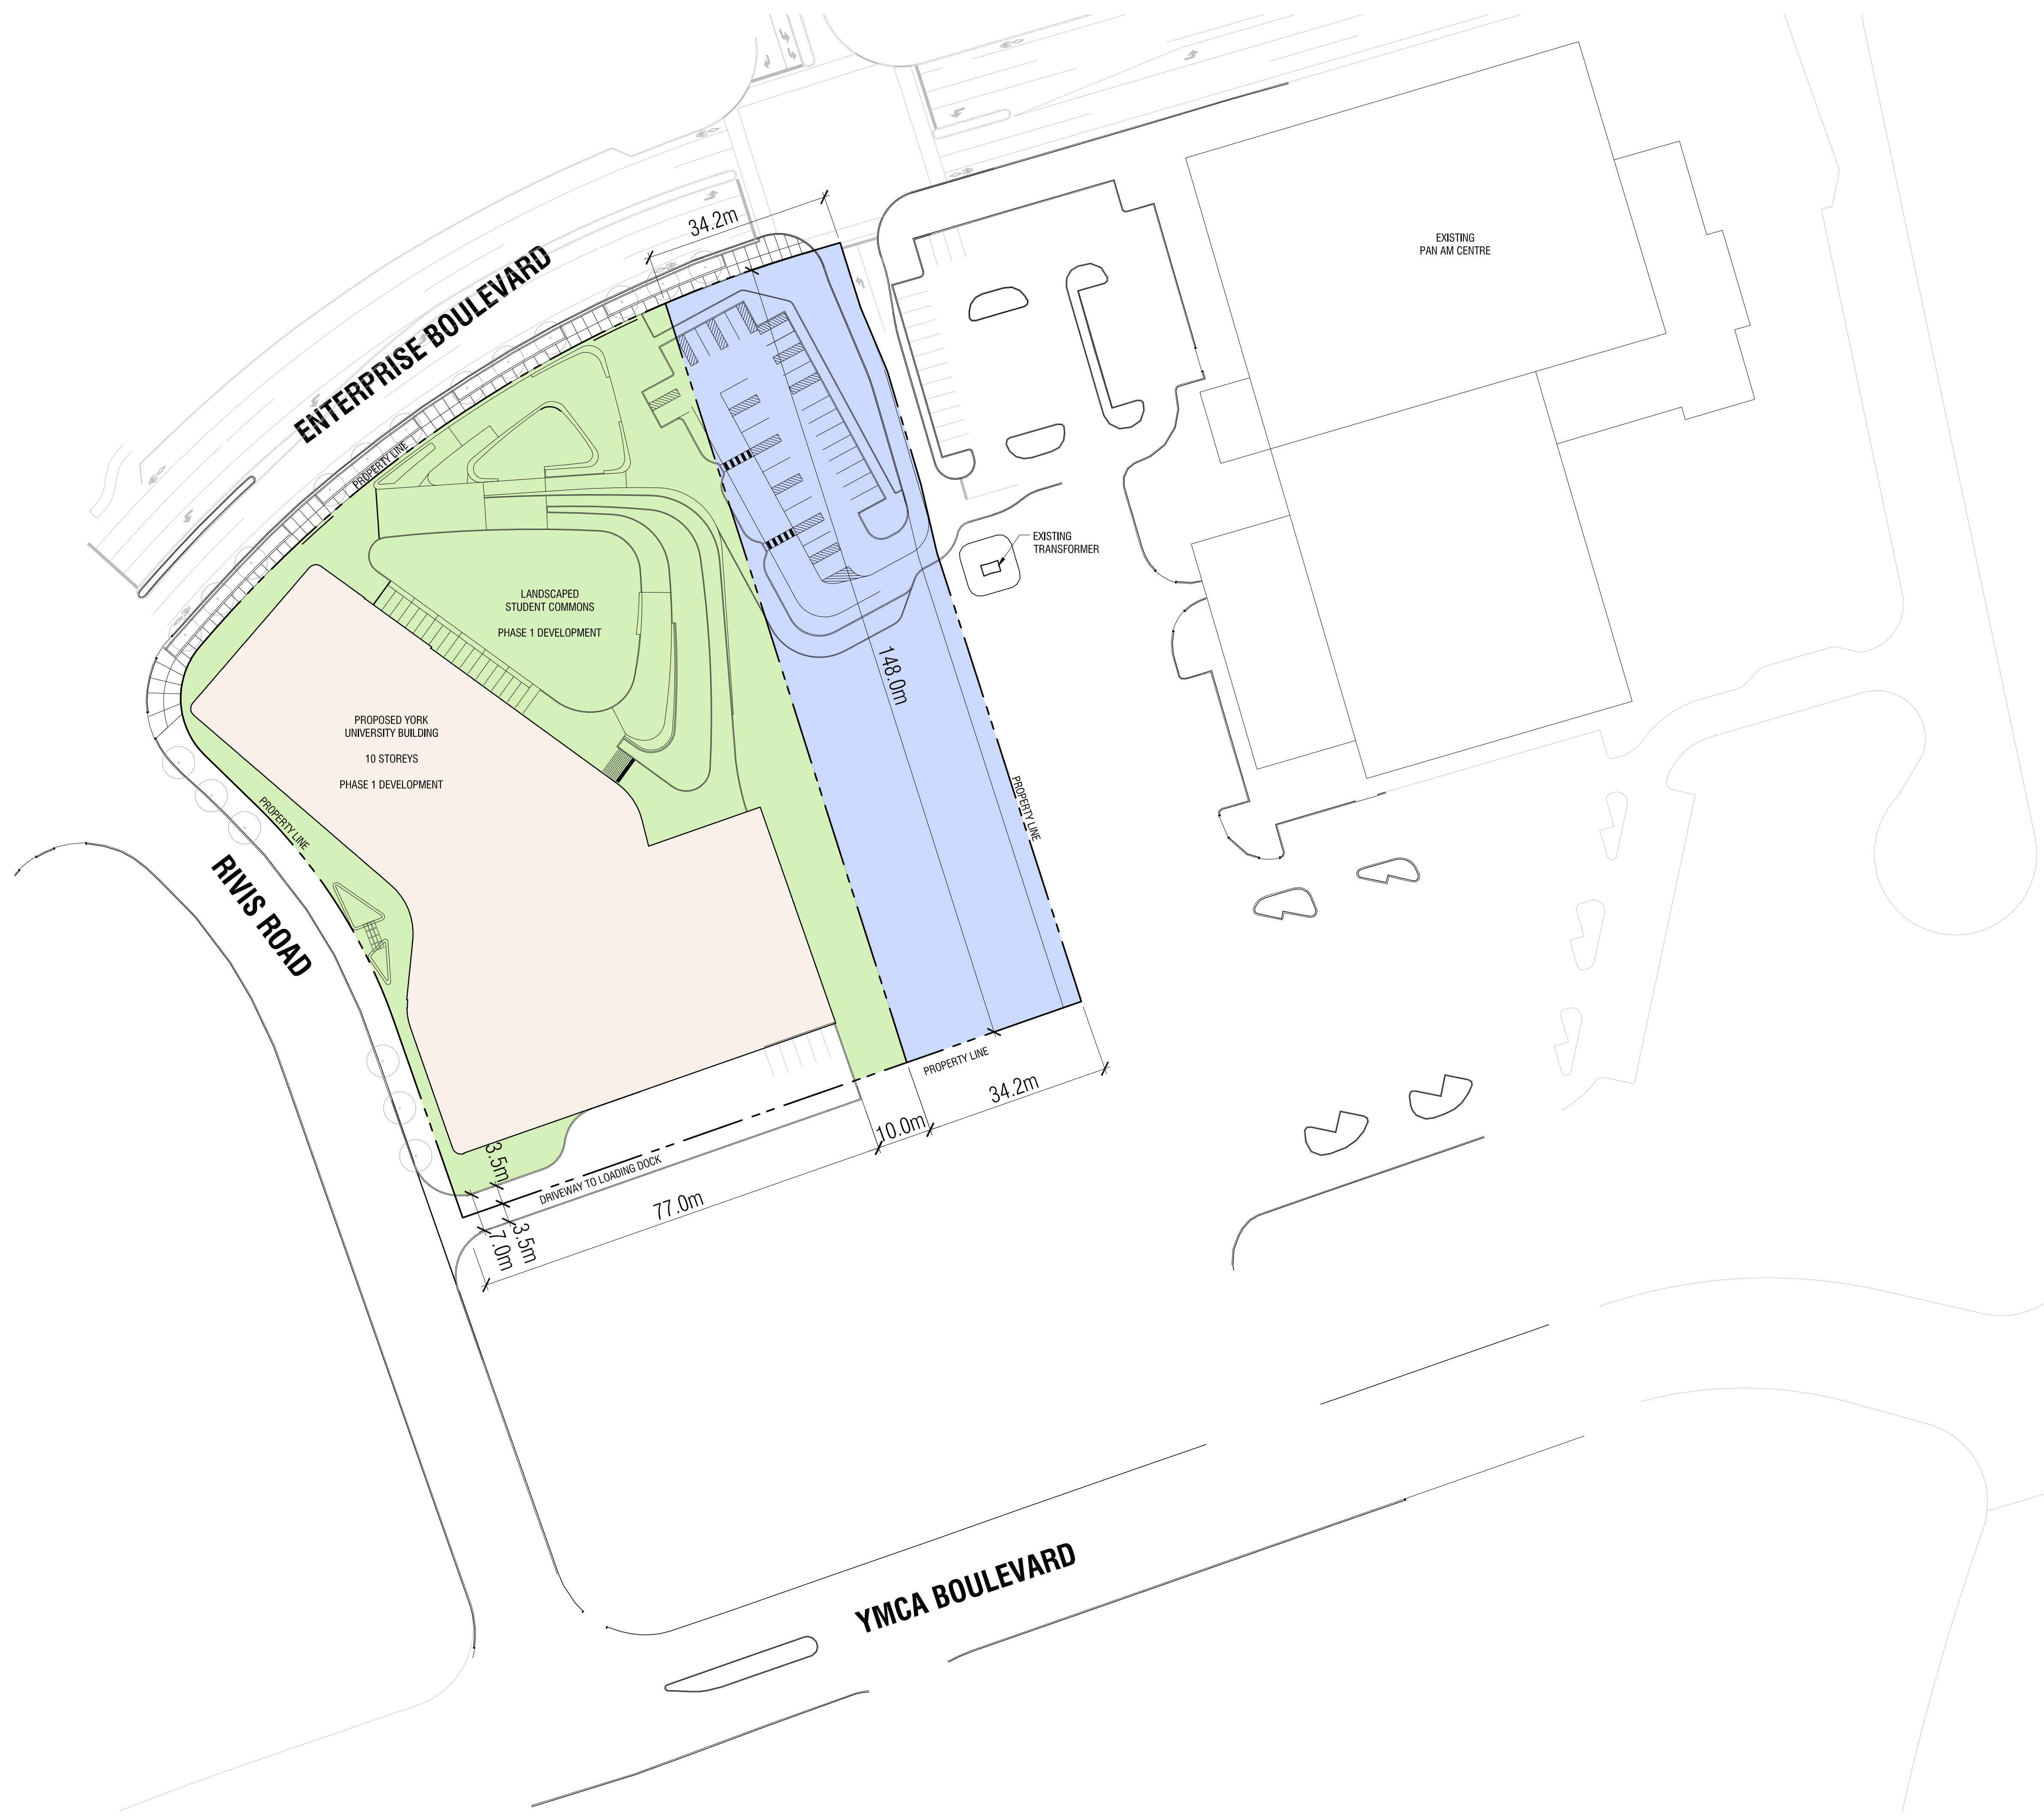 34.2m
ENTERPRISE BOULEVARD
EXISTING
PAN AM CENTRE
PROPERTY LINE
EXISTING
TRANSFORMER
LANDSCAPED
STUDENT COMMONS
PHASE 1 DEVELOPMENT
148.0m
PROPOSED YORK
UNIVERSITY BUILDING
10 STOREYS
PHASE 1 DEVELOPMENT
PROPERTY LINE
PROPERTY LINE
RIVIS ROAD
PROPERTY LINE
34.2m
10.0m
3.5m
DRIVEWAY TO LOADING DOCK
77.0m
3.5m
7.0m
YMCA BOULEVARD